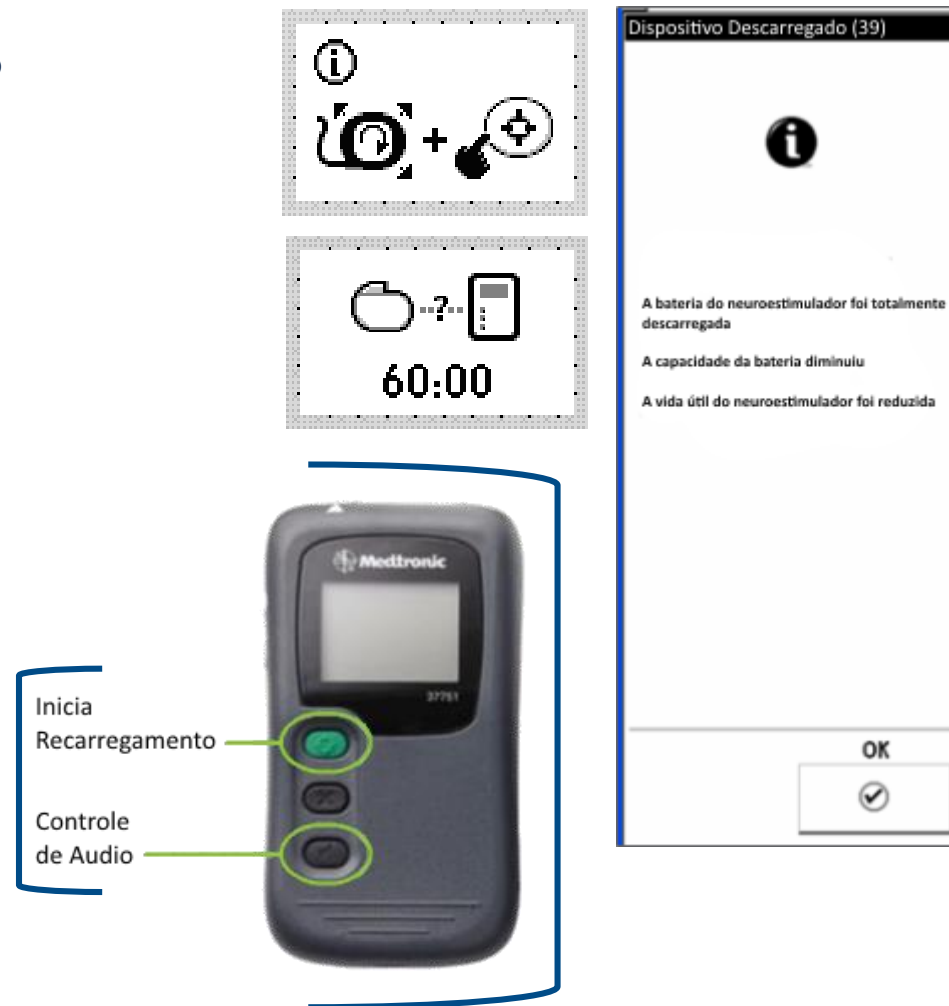 +
?
60:00
Dispositivo Descarregado (39)
i
A bateria do neuroestimulador foi totalmente
descarregada
A capacidade da bateria diminuiu
A vida útil do neuroestimulador foi reduzida
OK
Medtronic
37751
Inicia
Recarregamento
Controle
de Audio